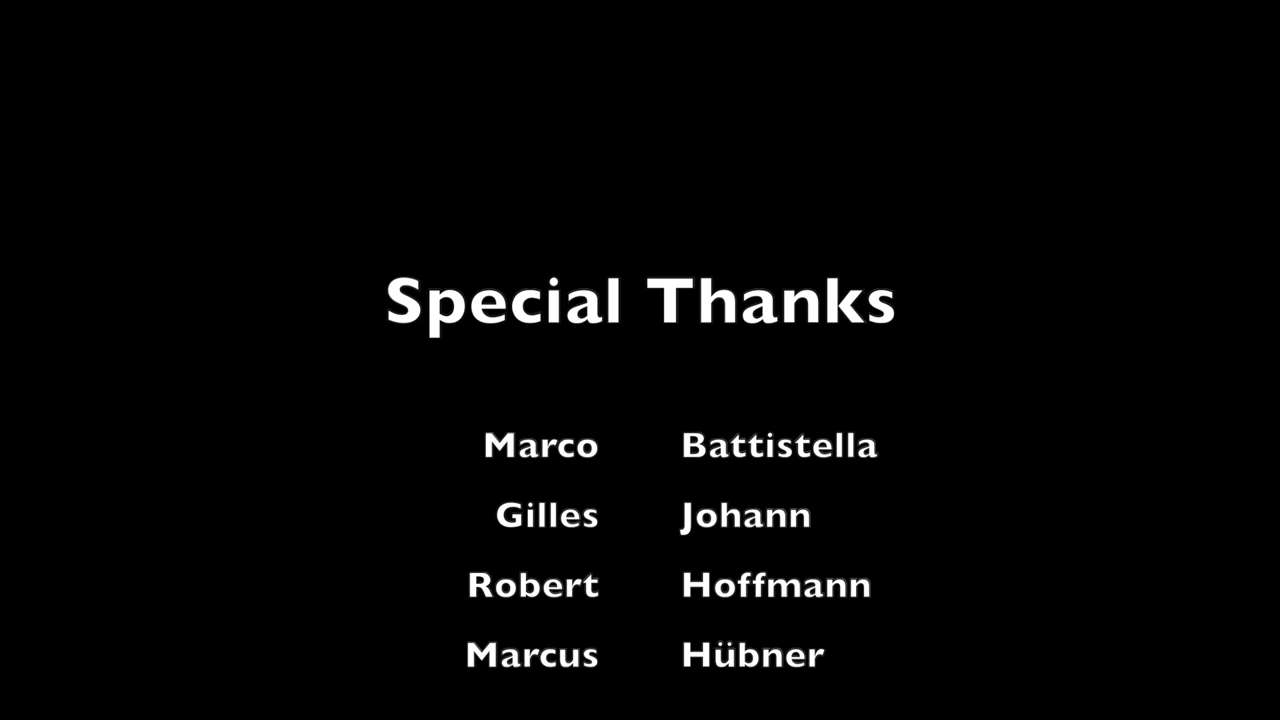 Special Thanks
Marco Battistella
Gilles Johann
Robert Hoffmann
Marcus Hübner